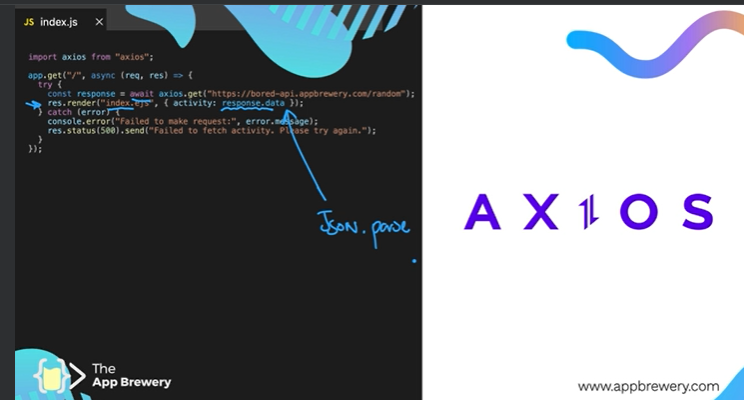 JS index.js ×
import axios from "axios";
app.get("/", async (req, res) => {
try {
const response = await axios.get("https://bored-api.appbrewery.com/random");
res.render("index.ejs", { activity: response.data });
} catch (error) {
console.error("Failed to make request:", error.message);
res.status(500).send("Failed to fetch activity. Please try again.");
}
});
JSON.parse
AXIOS
The
App Brewery
www.appbrewery.com